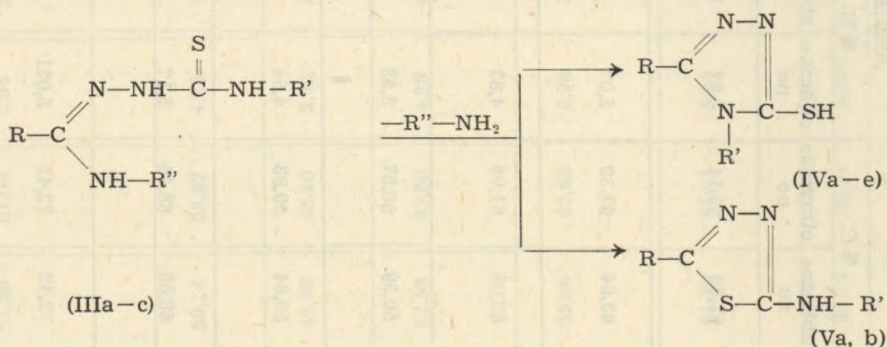 S
N—NH—C—NH—R'
R—C
NH—R''
(IIIa—c)
—R''—NH₂
N—N
R—C
N—C—SH
R'
(IVa—e)
N—N
R—C
S—C—NH—R'
(Va, b)